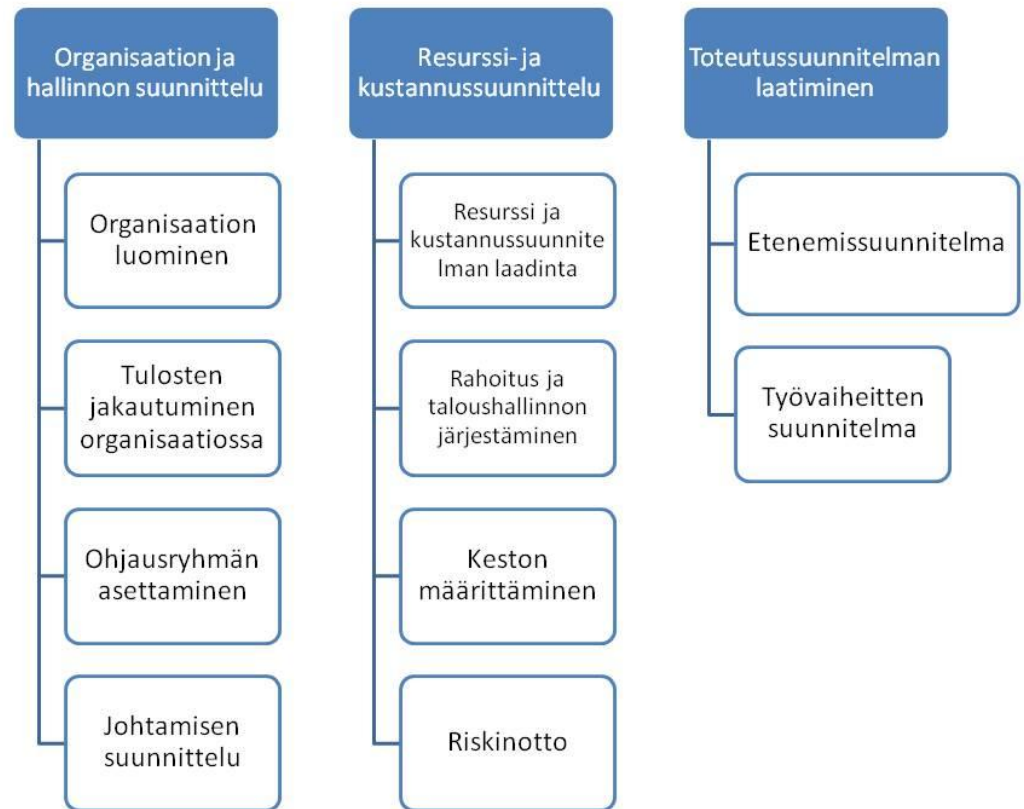 Organisaation ja
hallinnon suunnittelu
Organisaation
luominen
Tulosten
jakautuminen
organisaatiossa
Ohjausryhmän
asettaminen
Johtamisen
suunnittelu
Resurssi- ja
kustannussuunnittelu
Resurssi ja
kustannussuunnite
lman laadinta
Rahoitus ja
taloushallinnon
järjestäminen
Keston
määrittäminen
Riskinotto
Toteutussuunnitelman
laatiminen
Etenemissuunnitelma
Työvaiheitten
suunnitelma